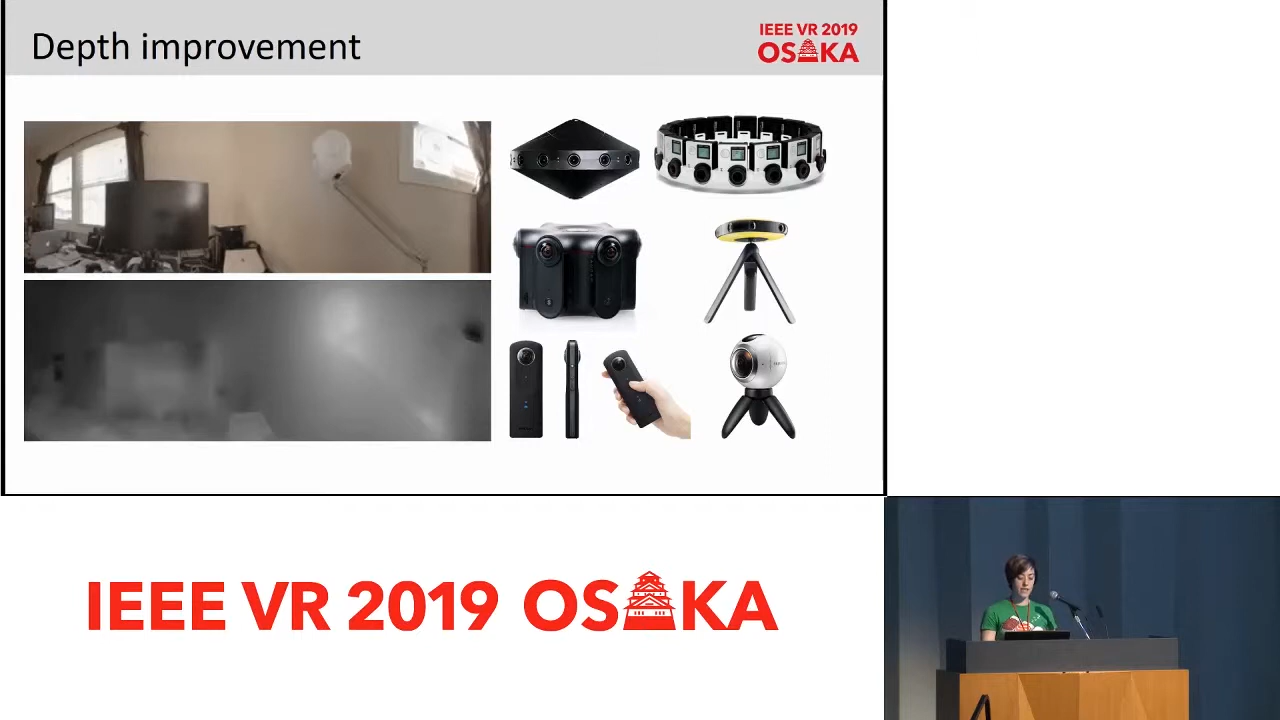 Depth improvement
IEEE VR 2019
OSAKA
IEEE VR 2019 OSAKA